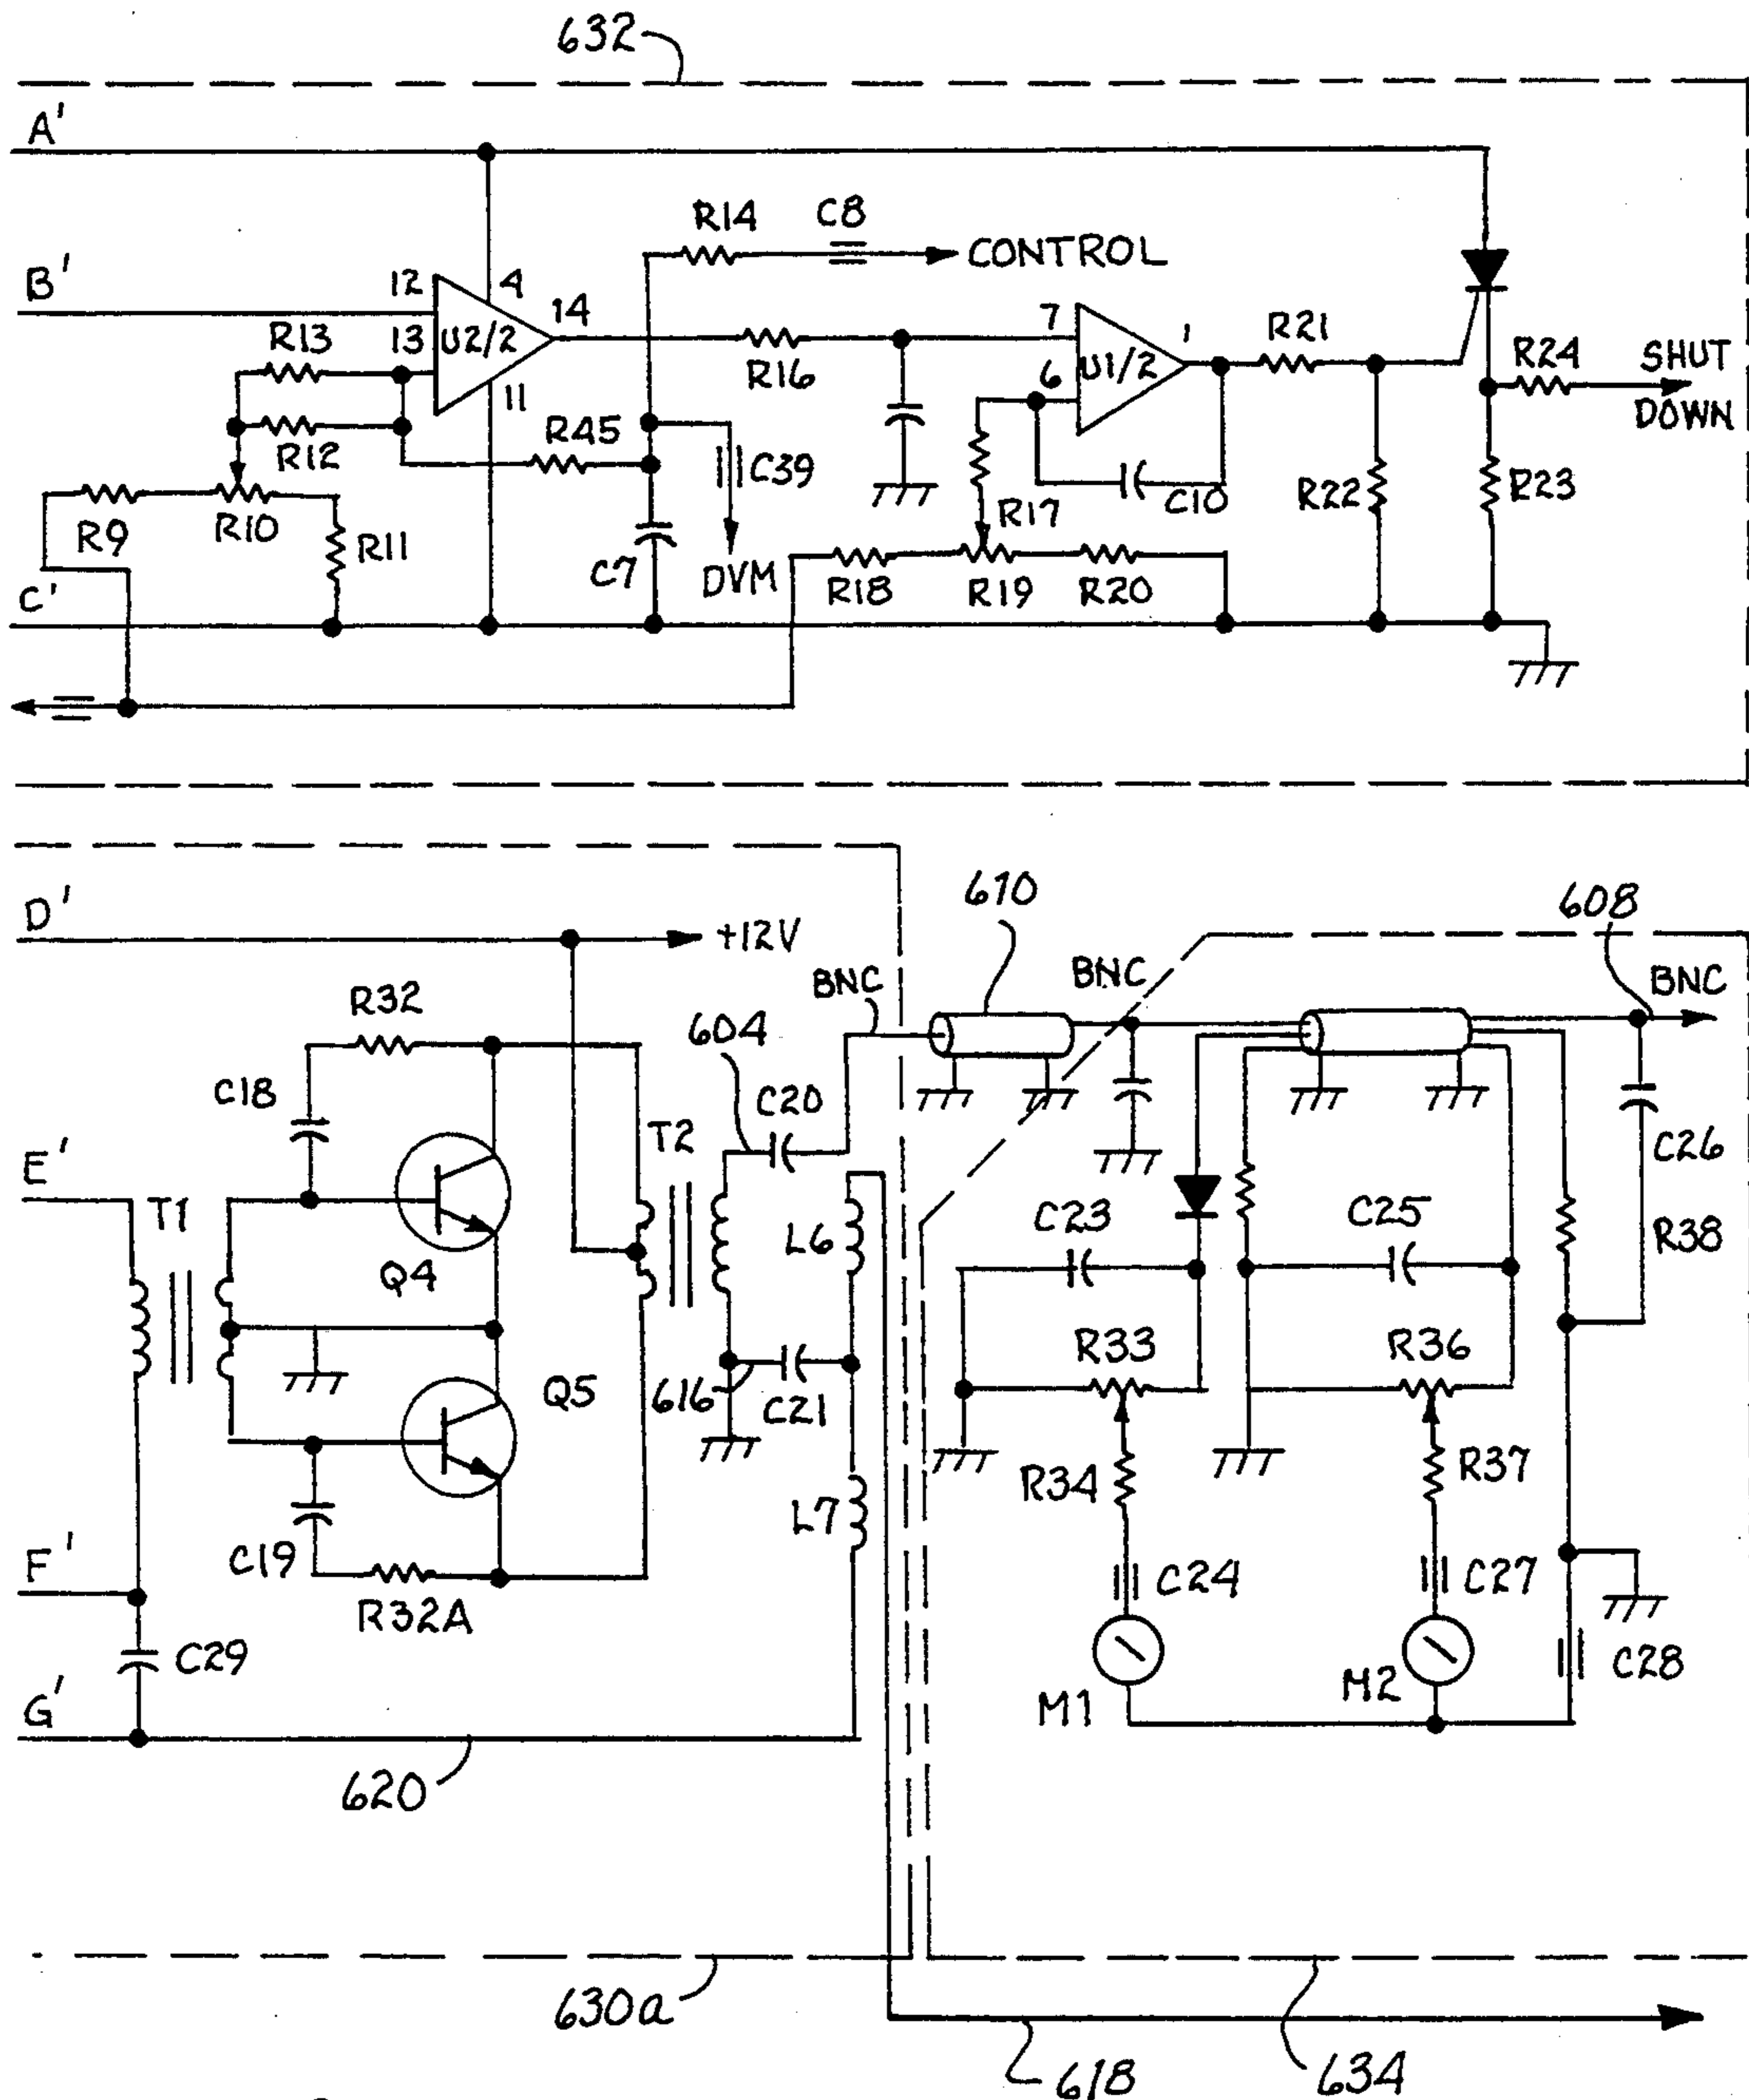 632
A'
R14
C8
CONTROL
B'
12
4
14
R13
13
U2/2
11
R16
7
U1/2
1
6
R21
R24
SHUT
DOWN
R12
R45
C39
R17
C10
R22
R23
R9
R10
R11
C7
DVM
R18
R19
R20
C'
D'
+12V
610
608
BNC
BNC
BNC
R32
604
C18
C20
T2
C26
E'
T1
Q4
L6
C23
C25
R38
R33
R36
Q5
616
C21
R34
R37
L7
F'
C19
R32A
C24
C27
C29
C28
G'
M1
M2
620
630a
618
634